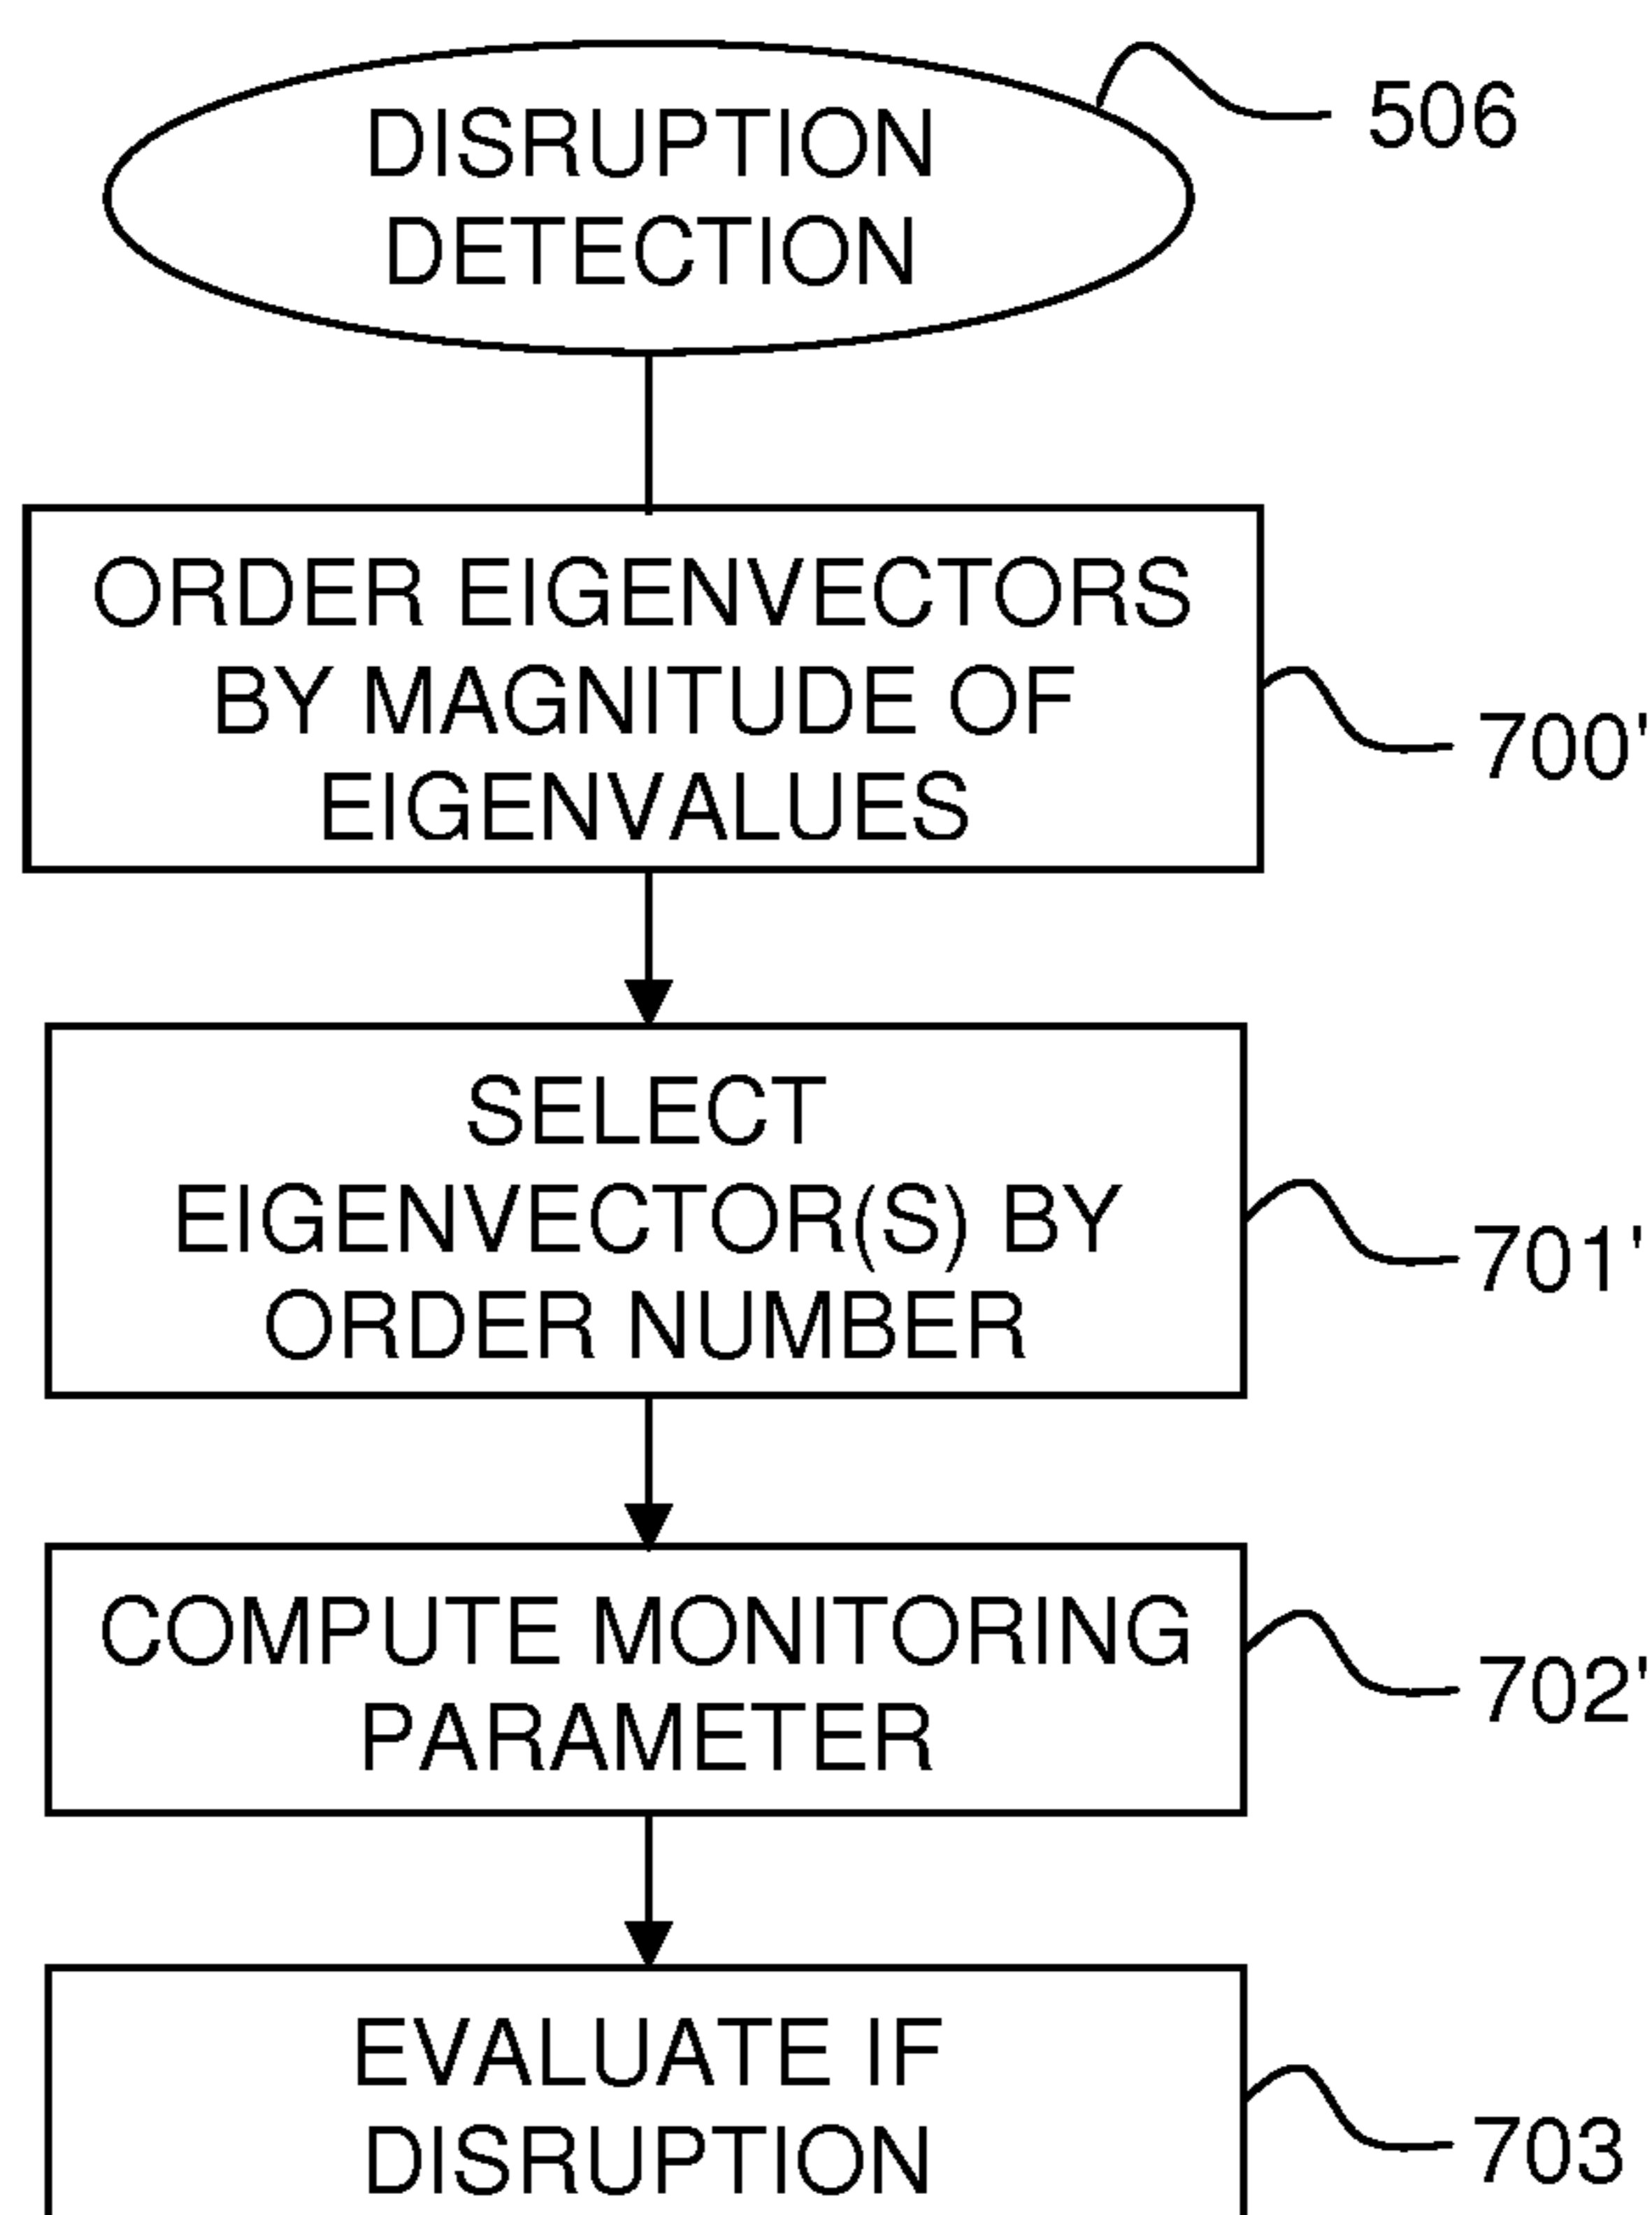 DISRUPTION
DETECTION
506
ORDER EIGENVECTORS
BY MAGNITUDE OF
EIGENVALUES
700'
SELECT
EIGENVECTOR(S) BY
ORDER NUMBER
701'
COMPUTE MONITORING
PARAMETER
702'
EVALUATE IF
DISRUPTION
703